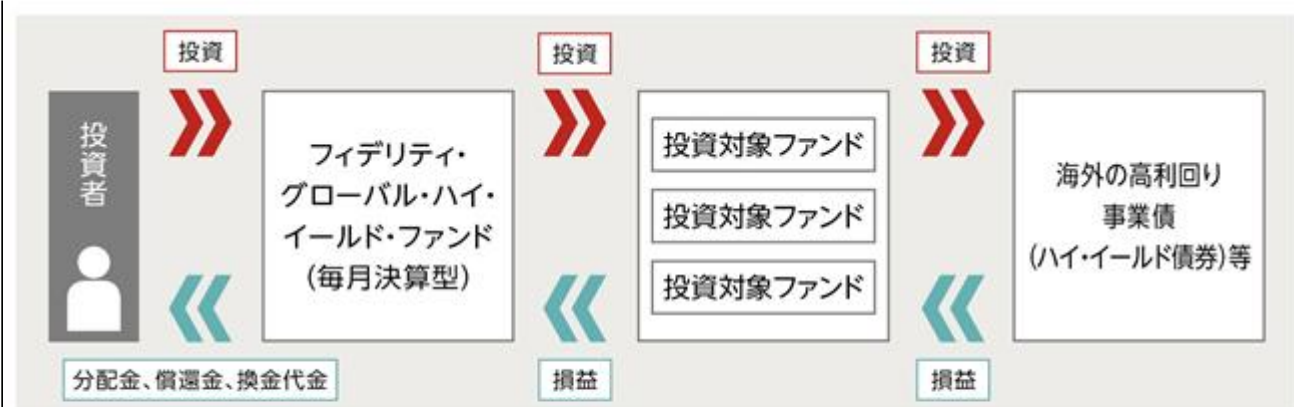 投資
投資
投資
投資者
フィデリティ・
グローバル・ハイ・
イールド・ファンド
(毎月決算型)
投資対象ファンド
投資対象ファンド
投資対象ファンド
海外の高利回り
事業債
(ハイ・イールド債券)等
分配金、償還金、換金代金
損益
損益